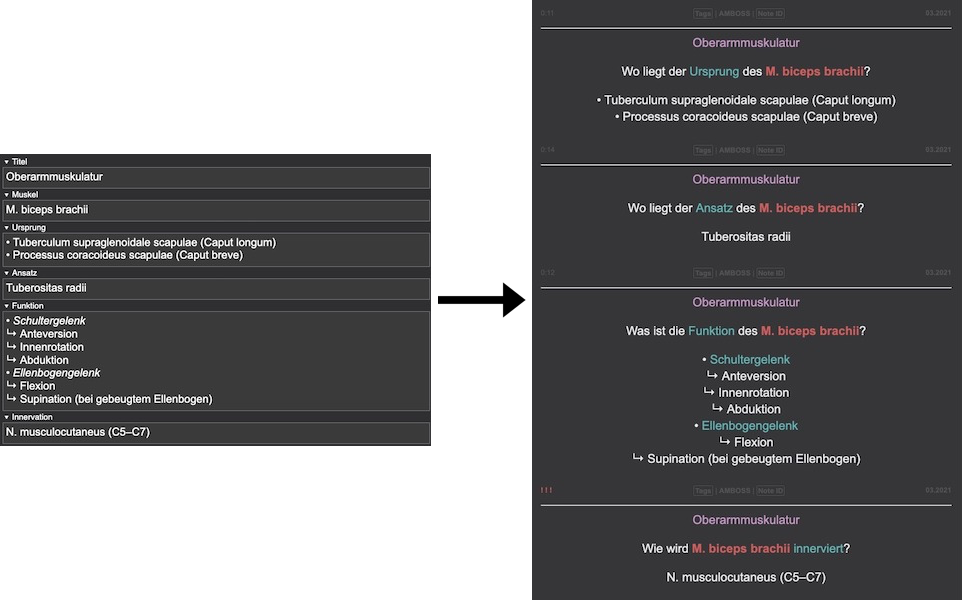 ▼ Titel
Oberarmmuskulatur
▼ Muskel
M. biceps brachii
▼ Ursprung
• Tuberculum supraglenoidale scapulae (Caput longum)
• Processus coracoideus scapulae (Caput breve)
▼ Ansatz
Tuberositas radii
▼ Funktion
• Schultergelenk
↳ Anteversion
↳ Innenrotation
↳ Abduktion
• Ellenbogengelenk
↳ Flexion
↳ Supination (bei gebeugtem Ellenbogen)
▼ Innervation
N. musculocutaneus (C5–C7)
0:11 Tags | AMBOSS | Note ID 03.2021
Oberarmmuskulatur
Wo liegt der Ursprung des M. biceps brachii?
• Tuberculum supraglenoidale scapulae (Caput longum)
• Processus coracoideus scapulae (Caput breve)
0:14 Tags | AMBOSS | Note ID 03.2021
Oberarmmuskulatur
Wo liegt der Ansatz des M. biceps brachii?
Tuberositas radii
0:12 Tags | AMBOSS | Note ID 03.2021
Oberarmmuskulatur
Was ist die Funktion des M. biceps brachii?
• Schultergelenk
↳ Anteversion
↳ Innenrotation
↳ Abduktion
• Ellenbogengelenk
↳ Flexion
↳ Supination (bei gebeugtem Ellenbogen)
!!! Tags | AMBOSS | Note ID 03.2021
Oberarmmuskulatur
Wie wird M. biceps brachii innerviert?
N. musculocutaneus (C5–C7)